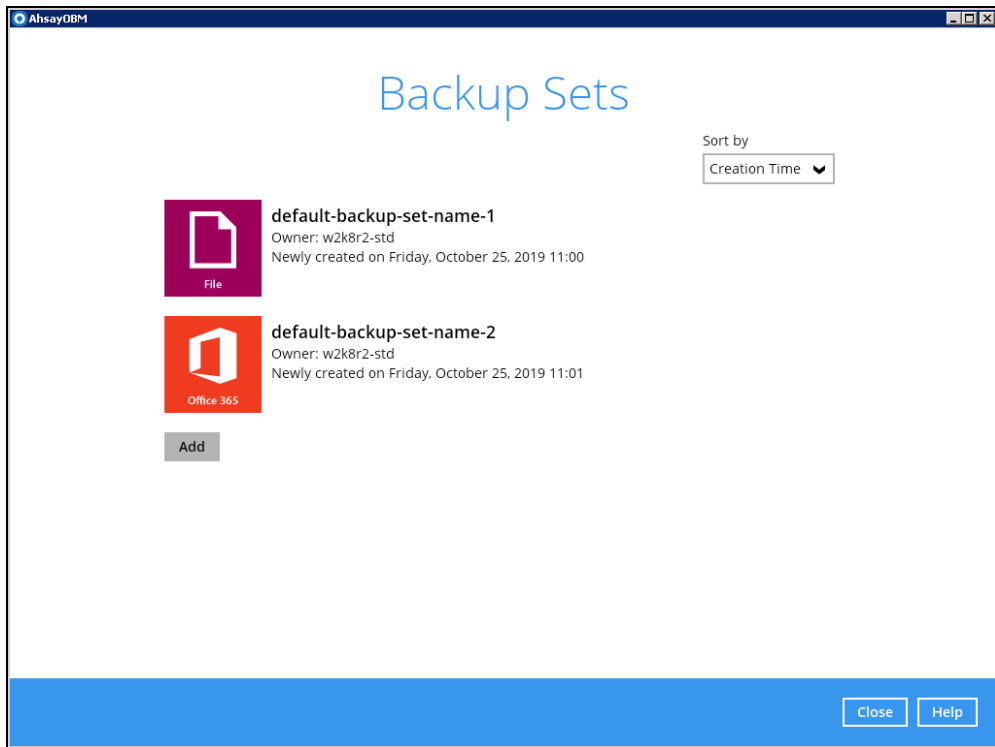 AhsayOBM
Backup Sets
Sort by
Creation Time
default-backup-set-name-1
Owner: w2k8r2-std
Newly created on Friday, October 25, 2019 11:00
File
default-backup-set-name-2
Owner: w2k8r2-std
Newly created on Friday, October 25, 2019 11:01
Office 365
Add
Close
Help